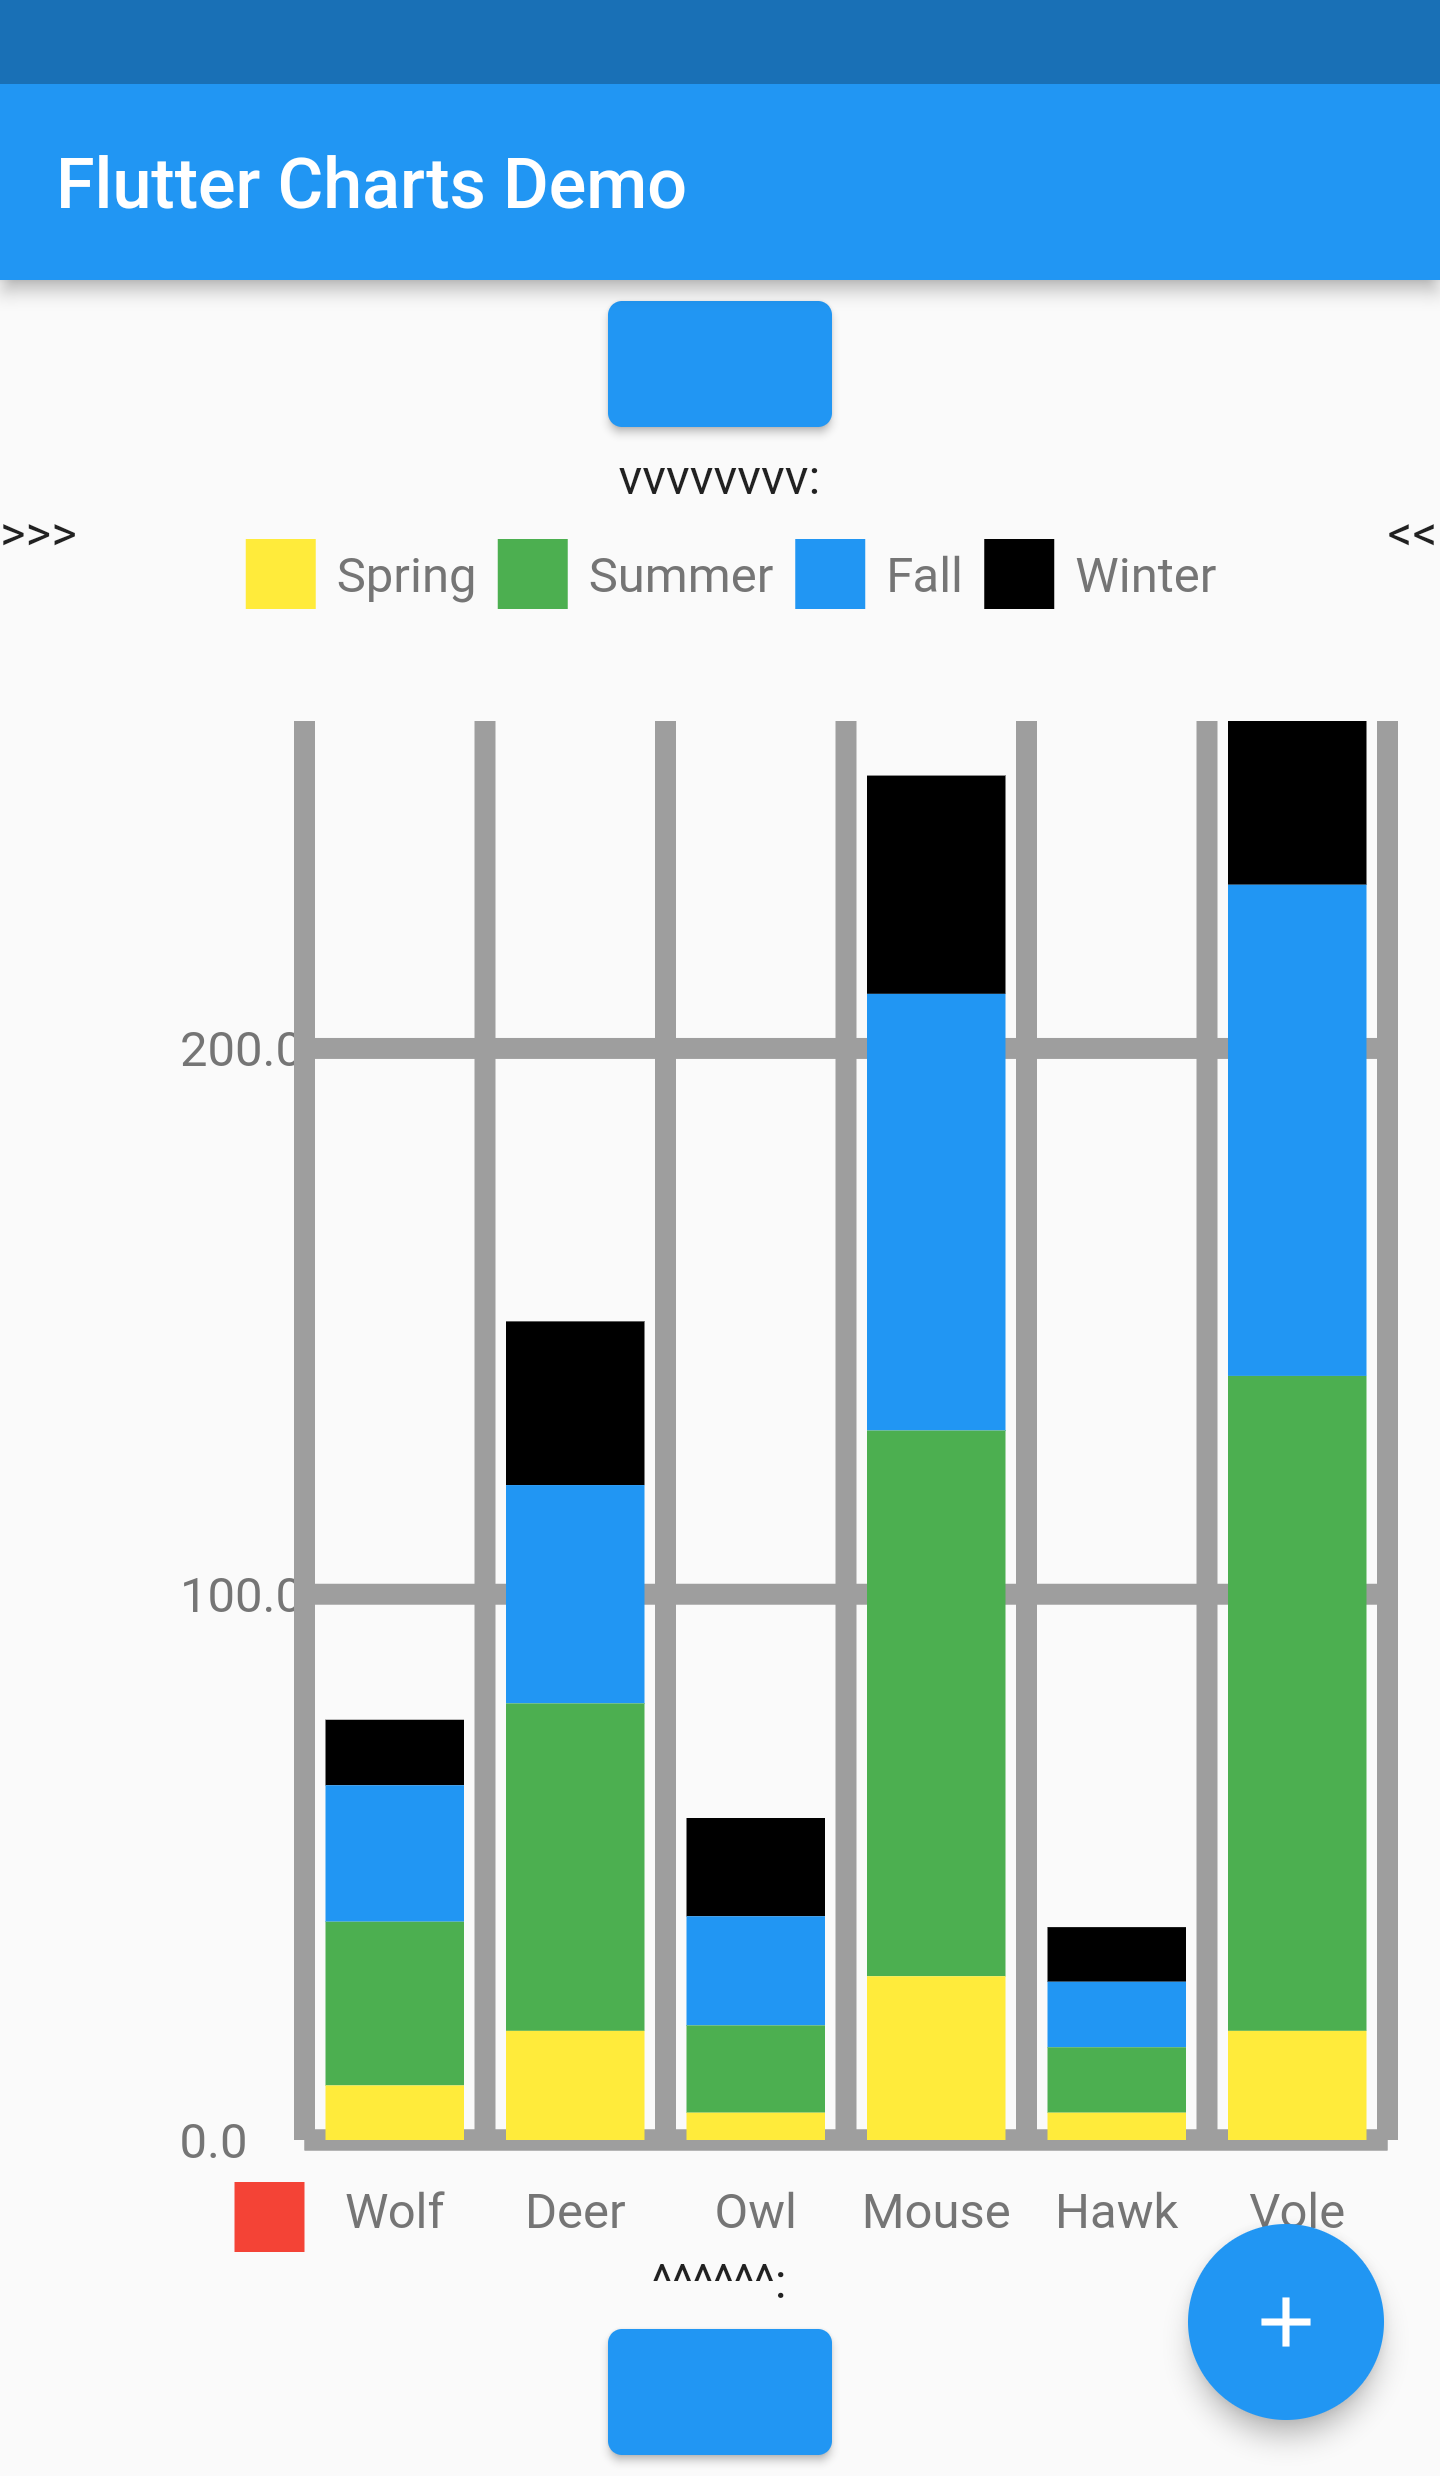 Flutter Charts Demo
vvvvvvvv:
>>> <<
Spring Summer Fall Winter
200.0
100.0
0.0
Wolf Deer Owl Mouse Hawk Vole
^^^^^^:
+